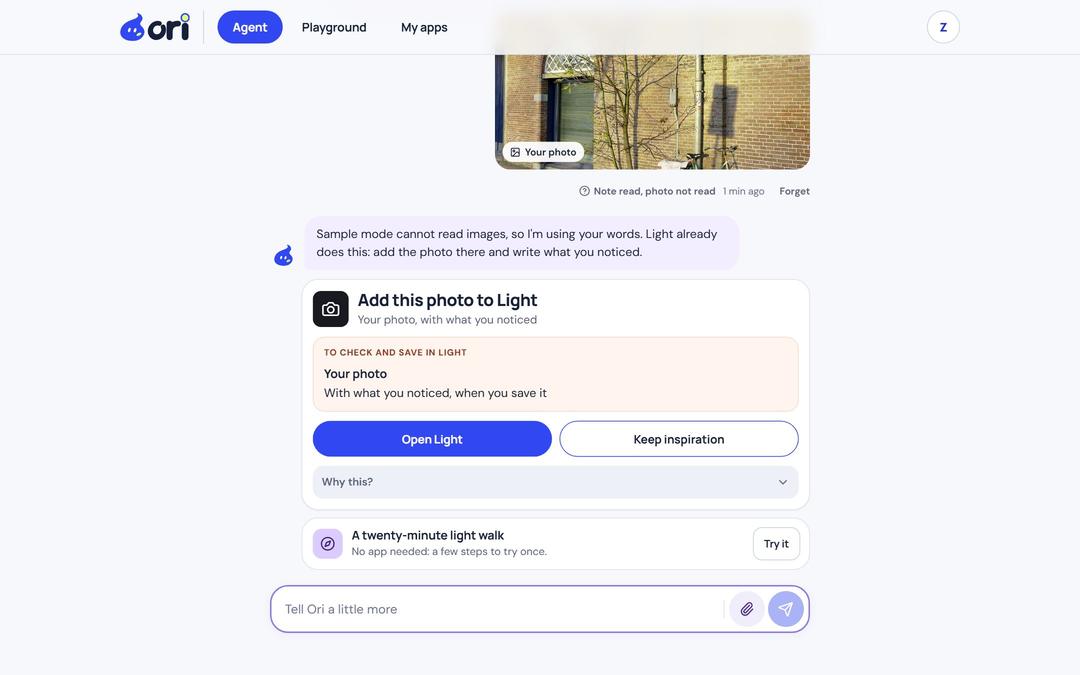 ori
Agent
Playground
My apps
Z
Your photo
Note read, photo not read 1 min ago Forget
Sample mode cannot read images, so I'm using your words. Light already
does this: add the photo there and write what you noticed.
Add this photo to Light
Your photo, with what you noticed
TO CHECK AND SAVE IN LIGHT
Your photo
With what you noticed, when you save it
Open Light
Keep inspiration
Why this?
A twenty-minute light walk
No app needed: a few steps to try once.
Try it
Tell Ori a little more